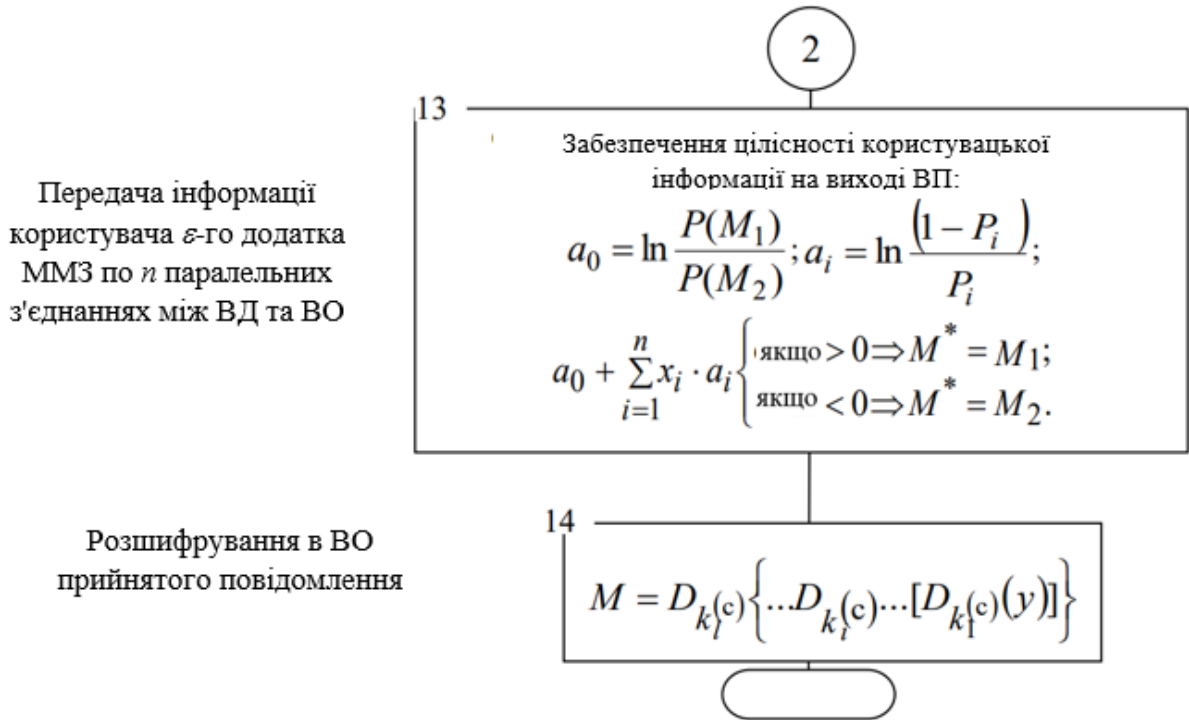 2
13
Забезпечення цілісності користувацької
інформації на виході ВП:
Передача інформації
користувача ε-го додатка
ММЗ по n паралельних
з'єднаннях між ВД та ВО
a₀ = ln P(M₁)/P(M₂); aᵢ = ln (1 − Pᵢ)/Pᵢ;
a₀ + ∑ᵢ₌₁ⁿ xᵢ · aᵢ { якщо > 0 ⇒ M* = M₁;
якщо < 0 ⇒ M* = M₂.
14
Розшифрування в ВО
прийнятого повідомлення
M = D_{k_l^(c)} {...D_{k_i^(c)}...[D_{k_1^(c)}(y)]}